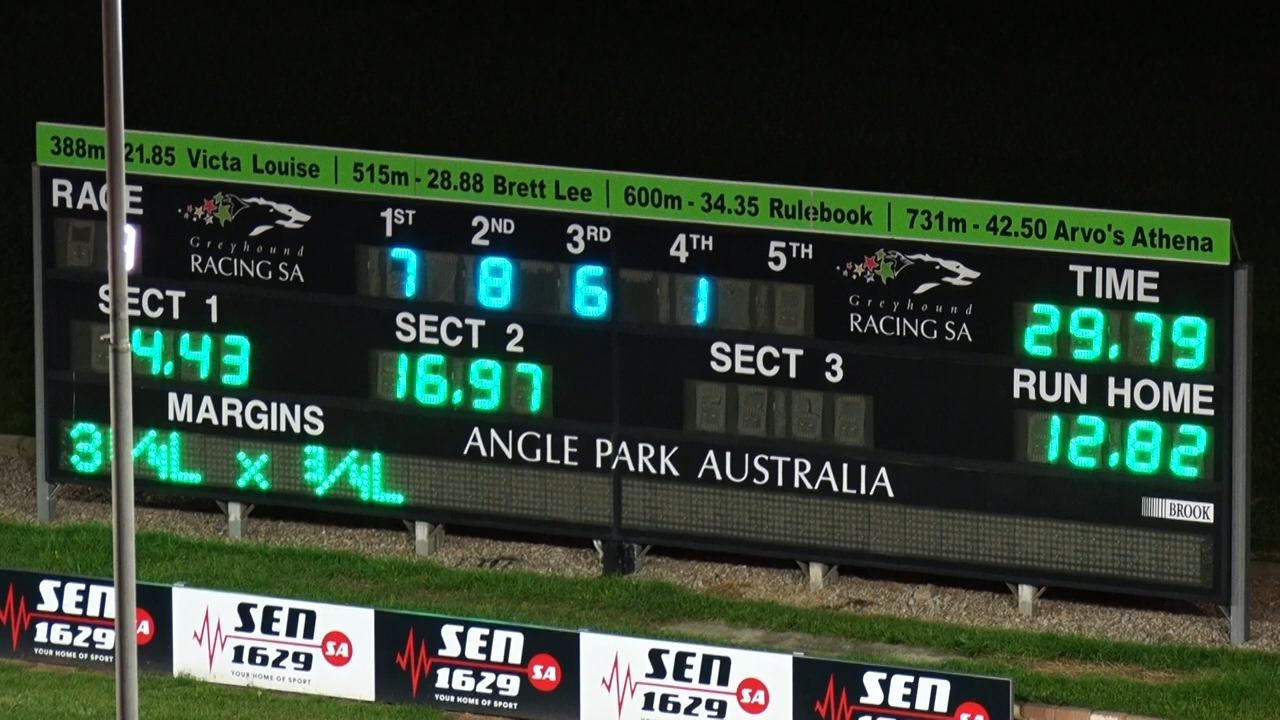 388m 21.85 Victa Louise | 515m - 28.88 Brett Lee | 600m - 34.35 Rulebook | 731m - 42.50 Arvo's Athena
RACE
Greyhound
RACING SA
1ST 2ND 3RD 4TH 5TH
7 8 6 1
Greyhound
RACING SA
TIME
29.79
SECT 1
4.43
SECT 2
16.97
SECT 3
RUN HOME
12.82
MARGINS
ANGLE PARK AUSTRALIA
x 3/4L
BROOK
SEN
1629
YOUR HOME OF SPORT
SEN
1629
SA
YOUR HOME OF SPORT
SEN
1629
SA
YOUR HOME OF SPORT
SEN
1629
SA
SEN
SA